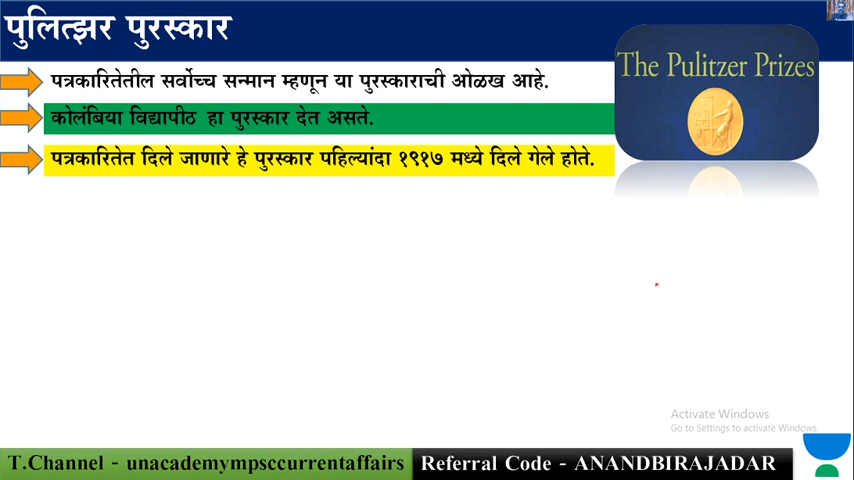 पुलित्झर पुरस्कार
पत्रकारितेतील सर्वोच्च सन्मान म्हणून या पुरस्काराची ओळख आहे.
कोलंबिया विद्यापीठ हा पुरस्कार देत असते.
पत्रकारितेत दिले जाणारे हे पुरस्कार पहिल्यांदा १९१७ मध्ये दिले गेले होते.
The Pulitzer Prizes
Activate Windows
Go to Settings to activate Windows.
T.Channel - unacademympsccurrentaffairs
Referral Code - ANANDBIRAJADAR